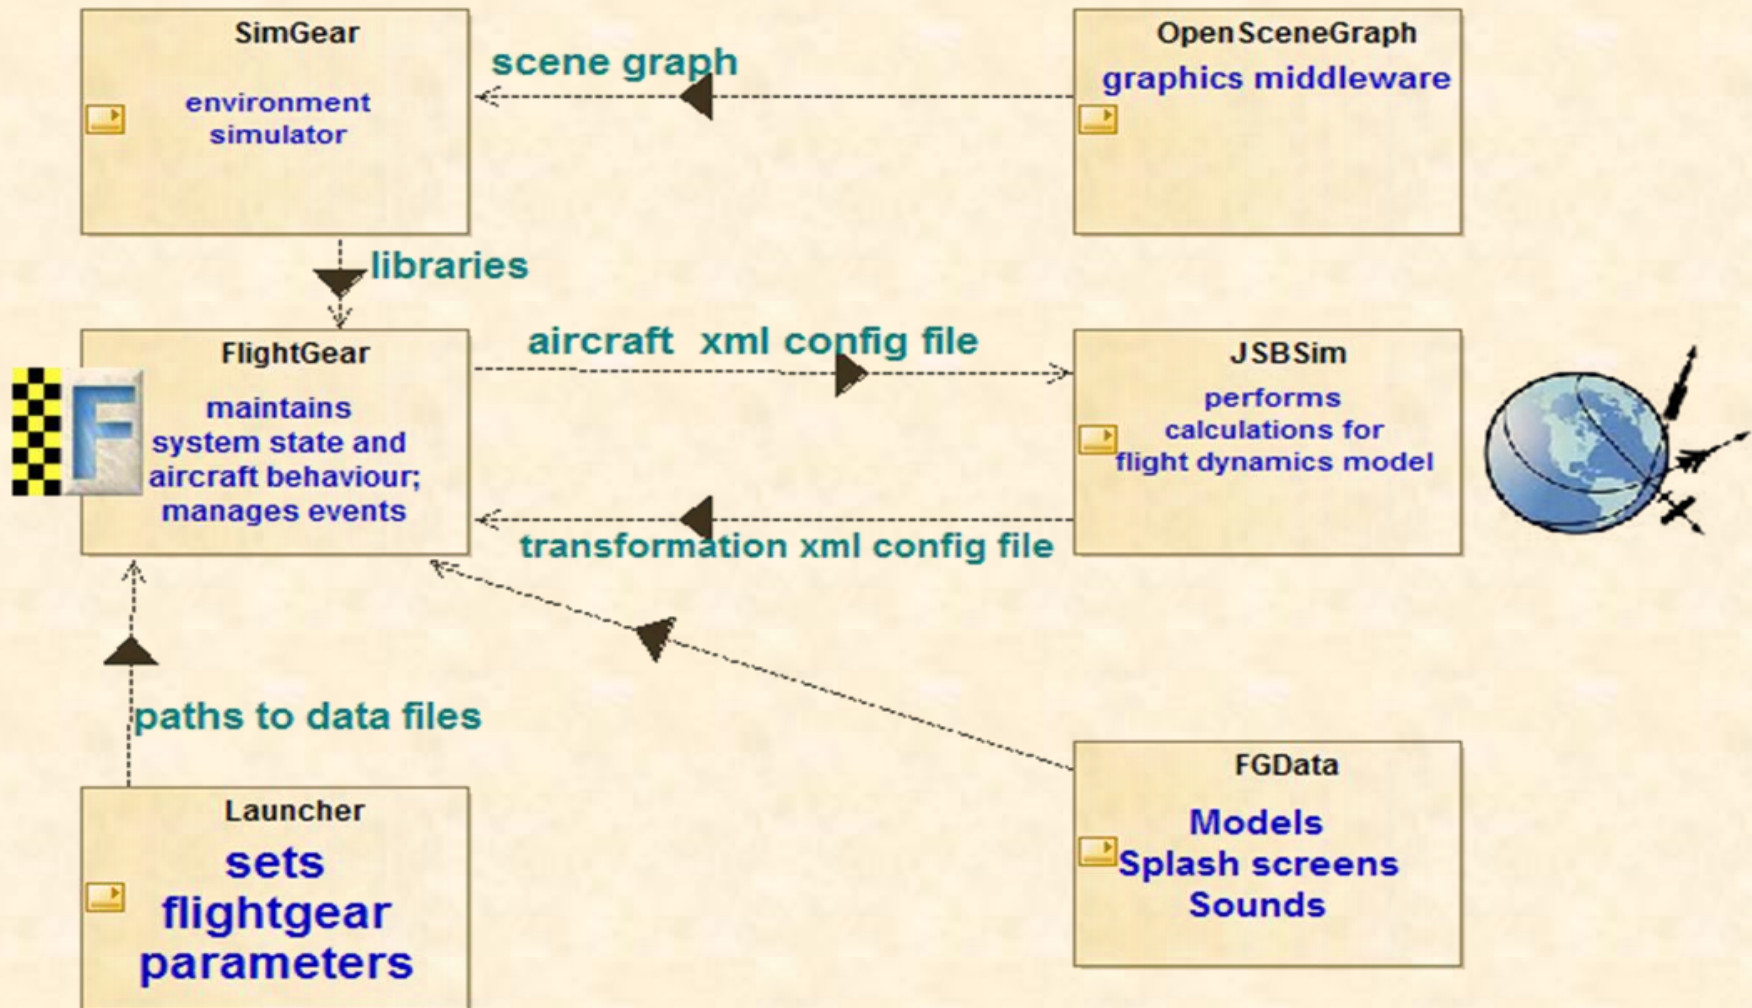 SimGear
environment
simulator
scene graph
OpenSceneGraph
graphics middleware
libraries
FlightGear
maintains
system state and
aircraft behaviour;
manages events
F
aircraft xml config file
JSBSim
performs
calculations for
flight dynamics model
transformation xml config file
paths to data files
Launcher
sets
flightgear
parameters
FGData
Models
Splash screens
Sounds